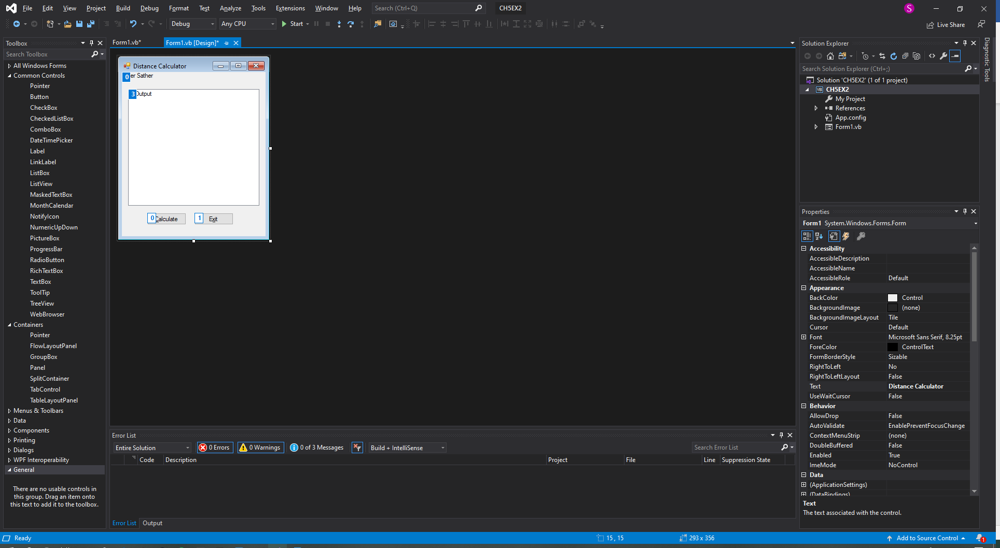 File Edit View Project Build Debug Format Test Analyze Tools Extensions Window Help Search (Ctrl+Q) CH5EX2 S
Debug Any CPU Start Live Share
Toolbox
Search Toolbox
All Windows Forms
Common Controls
Pointer
Button
CheckBox
CheckedListBox
ComboBox
DateTimePicker
Label
LinkLabel
ListBox
ListView
MaskedTextBox
MonthCalendar
NotifyIcon
NumericUpDown
PictureBox
ProgressBar
RadioButton
RichTextBox
TextBox
ToolTip
TreeView
WebBrowser
Containers
Pointer
FlowLayoutPanel
GroupBox
Panel
SplitContainer
TabControl
TableLayoutPanel
Menus & Toolbars
Data
Components
Printing
Dialogs
WPF Interoperability
General
There are no usable controls in
this group. Drag an item onto
this text to add it to the toolbox.
Form1.vb* Form1.vb [Design]*
Distance Calculator
0 er Sather
3 Output
0 Calculate 1 Exit
Error List
Entire Solution 0 Errors 0 Warnings 0 of 3 Messages Build + IntelliSense Search Error List
Code Description Project File Line Suppression State
Error List Output
Solution Explorer
Search Solution Explorer (Ctrl+;)
Solution 'CH5EX2' (1 of 1 project)
VB CH5EX2
My Project
References
App.config
Form1.vb
Properties
Form1 System.Windows.Forms.Form
Accessibility
AccessibleDescription
AccessibleName
AccessibleRole Default
Appearance
BackColor Control
BackgroundImage (none)
BackgroundImageLayout Tile
Cursor Default
Font Microsoft Sans Serif, 8.25pt
ForeColor ControlText
FormBorderStyle Sizable
RightToLeft No
RightToLeftLayout False
Text Distance Calculator
UseWaitCursor False
Behavior
AllowDrop False
AutoValidate EnablePreventFocusChange
ContextMenuStrip (none)
DoubleBuffered False
Enabled True
ImeMode NoControl
Data
(ApplicationSettings)
(DataBindings)
Text
The text associated with the control.
Diagnostic Tools
Ready 15 , 15 293 x 356 Add to Source Control 1